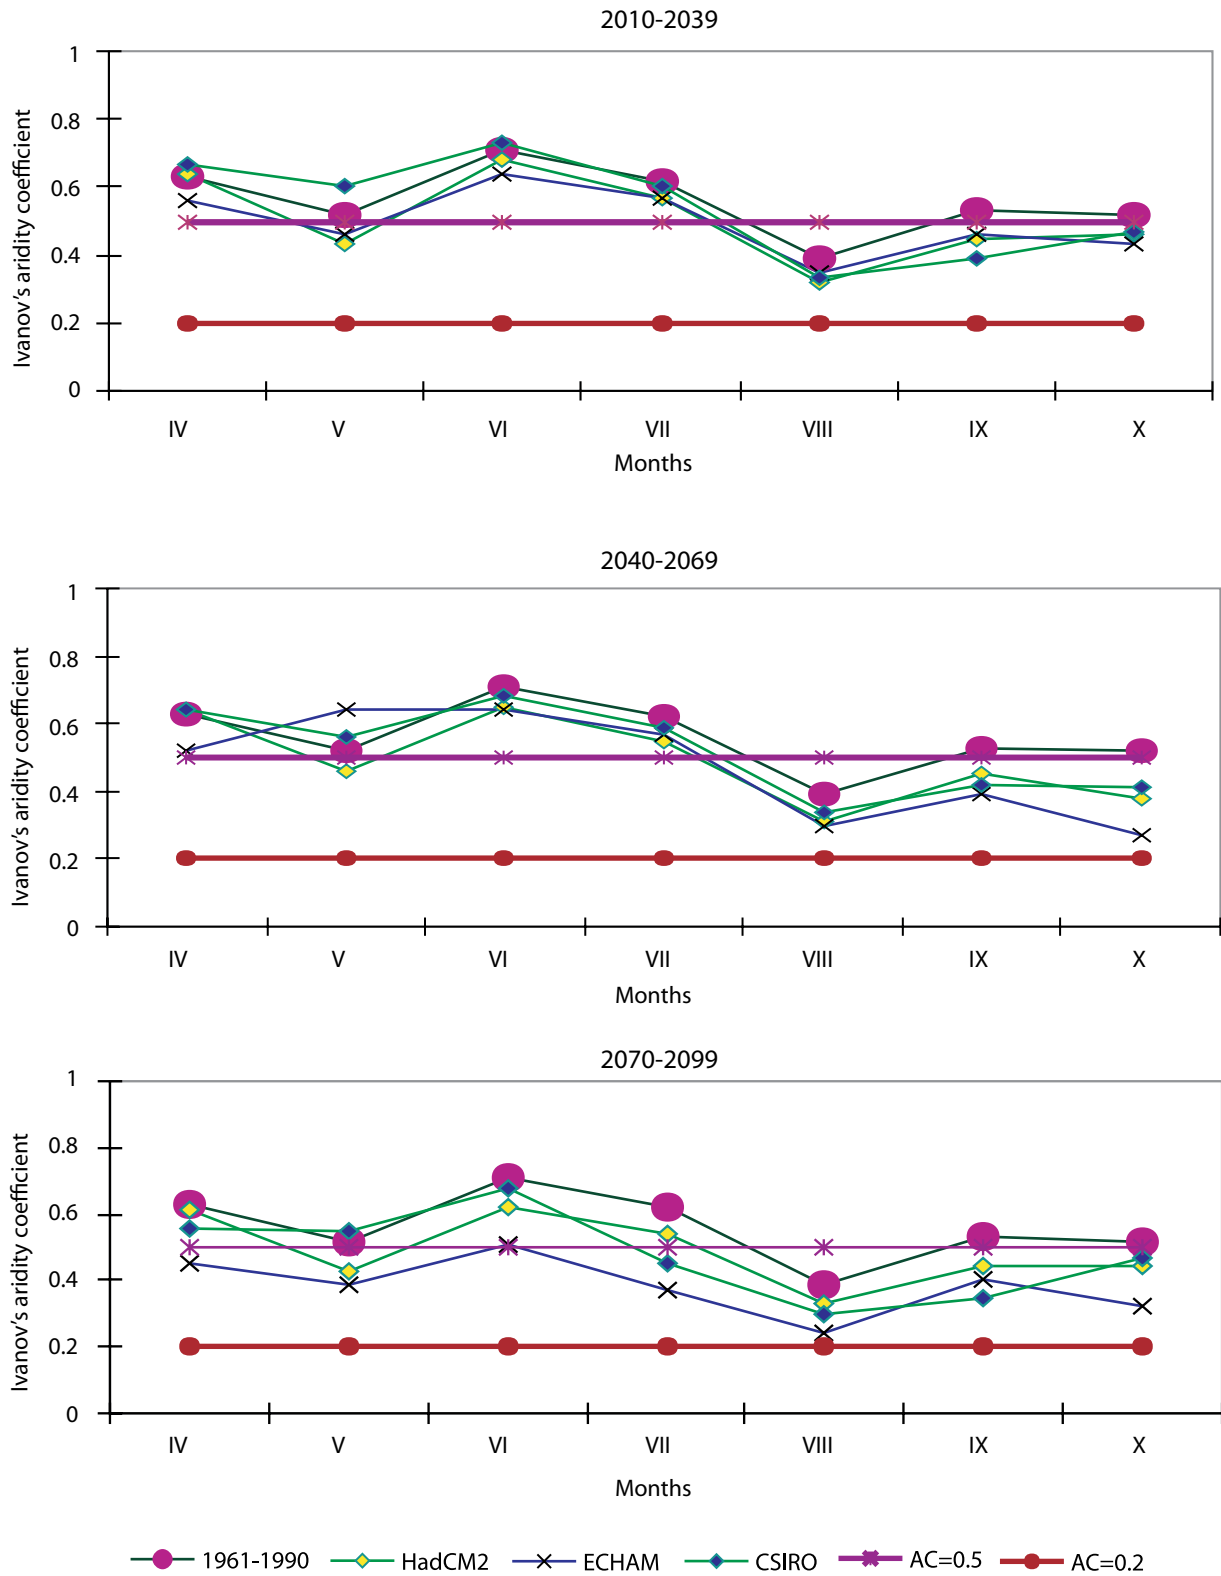 2010-2039
Ivanov's aridity coefficient
1
0.8
0.6
0.4
0.2
0
IV V VI VII VIII IX X
Months
2040-2069
Ivanov's aridity coefficient
1
0.8
0.6
0.4
0.2
0
IV V VI VII VIII IX X
Months
2070-2099
Ivanov's aridity coefficient
1
0.8
0.6
0.4
0.2
0
IV V VI VII VIII IX X
Months
1961-1990 HadCM2 ECHAM CSIRO AC=0.5 AC=0.2